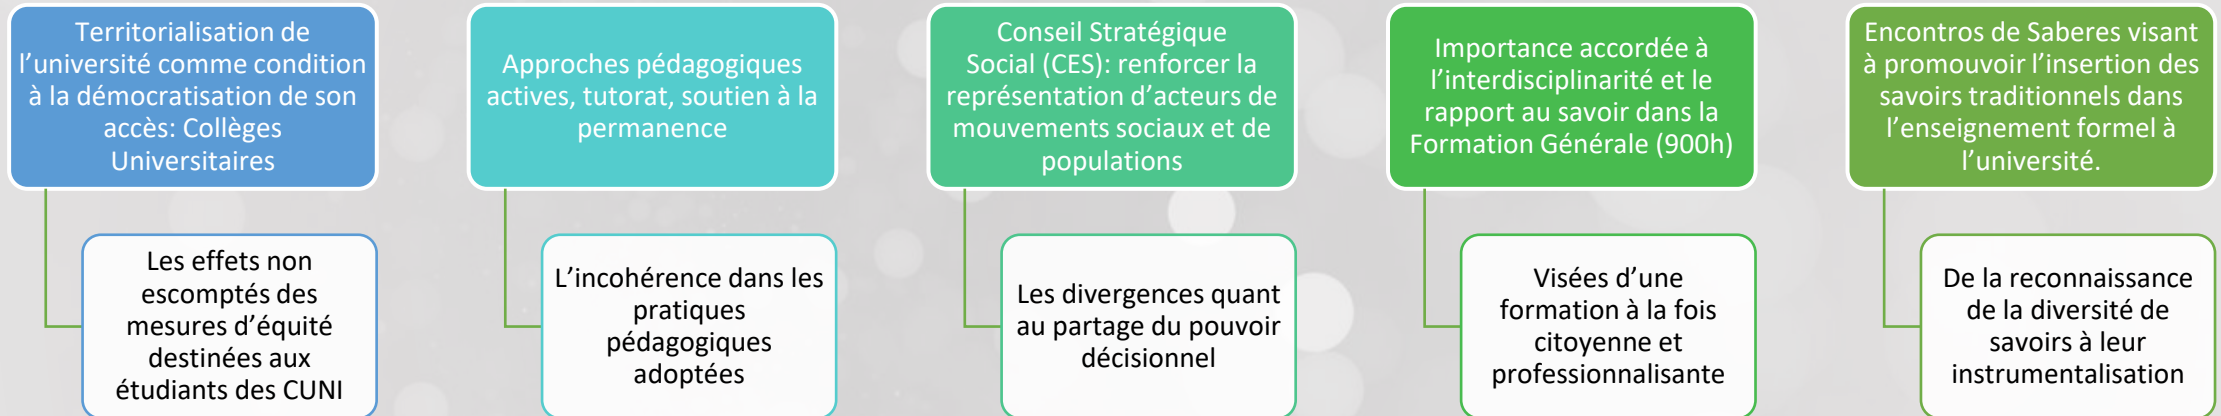 Territorialisation de
l’université comme condition
à la démocratisation de son
accès: Collèges
Universitaires
Les effets non
escomptés des
mesures d’équité
destinées aux
étudiants des CUNI
Approches pédagogiques
actives, tutorat, soutien à la
permanence
L’incohérence dans les
pratiques
pédagogiques
adoptées
Conseil Stratégique
Social (CES): renforcer la
représentation d’acteurs de
mouvements sociaux et de
populations
Les divergences quant
au partage du pouvoir
décisionnel
Importance accordée à
l’interdisciplinarité et le
rapport au savoir dans la
Formation Générale (900h)
Visées d’une
formation à la fois
citoyenne et
professionnalisante
Encontros de Saberes visant
à promouvoir l’insertion des
savoirs traditionnels dans
l’enseignement formel à
l’université.
De la reconnaissance
de la diversité de
savoirs à leur
instrumentalisation